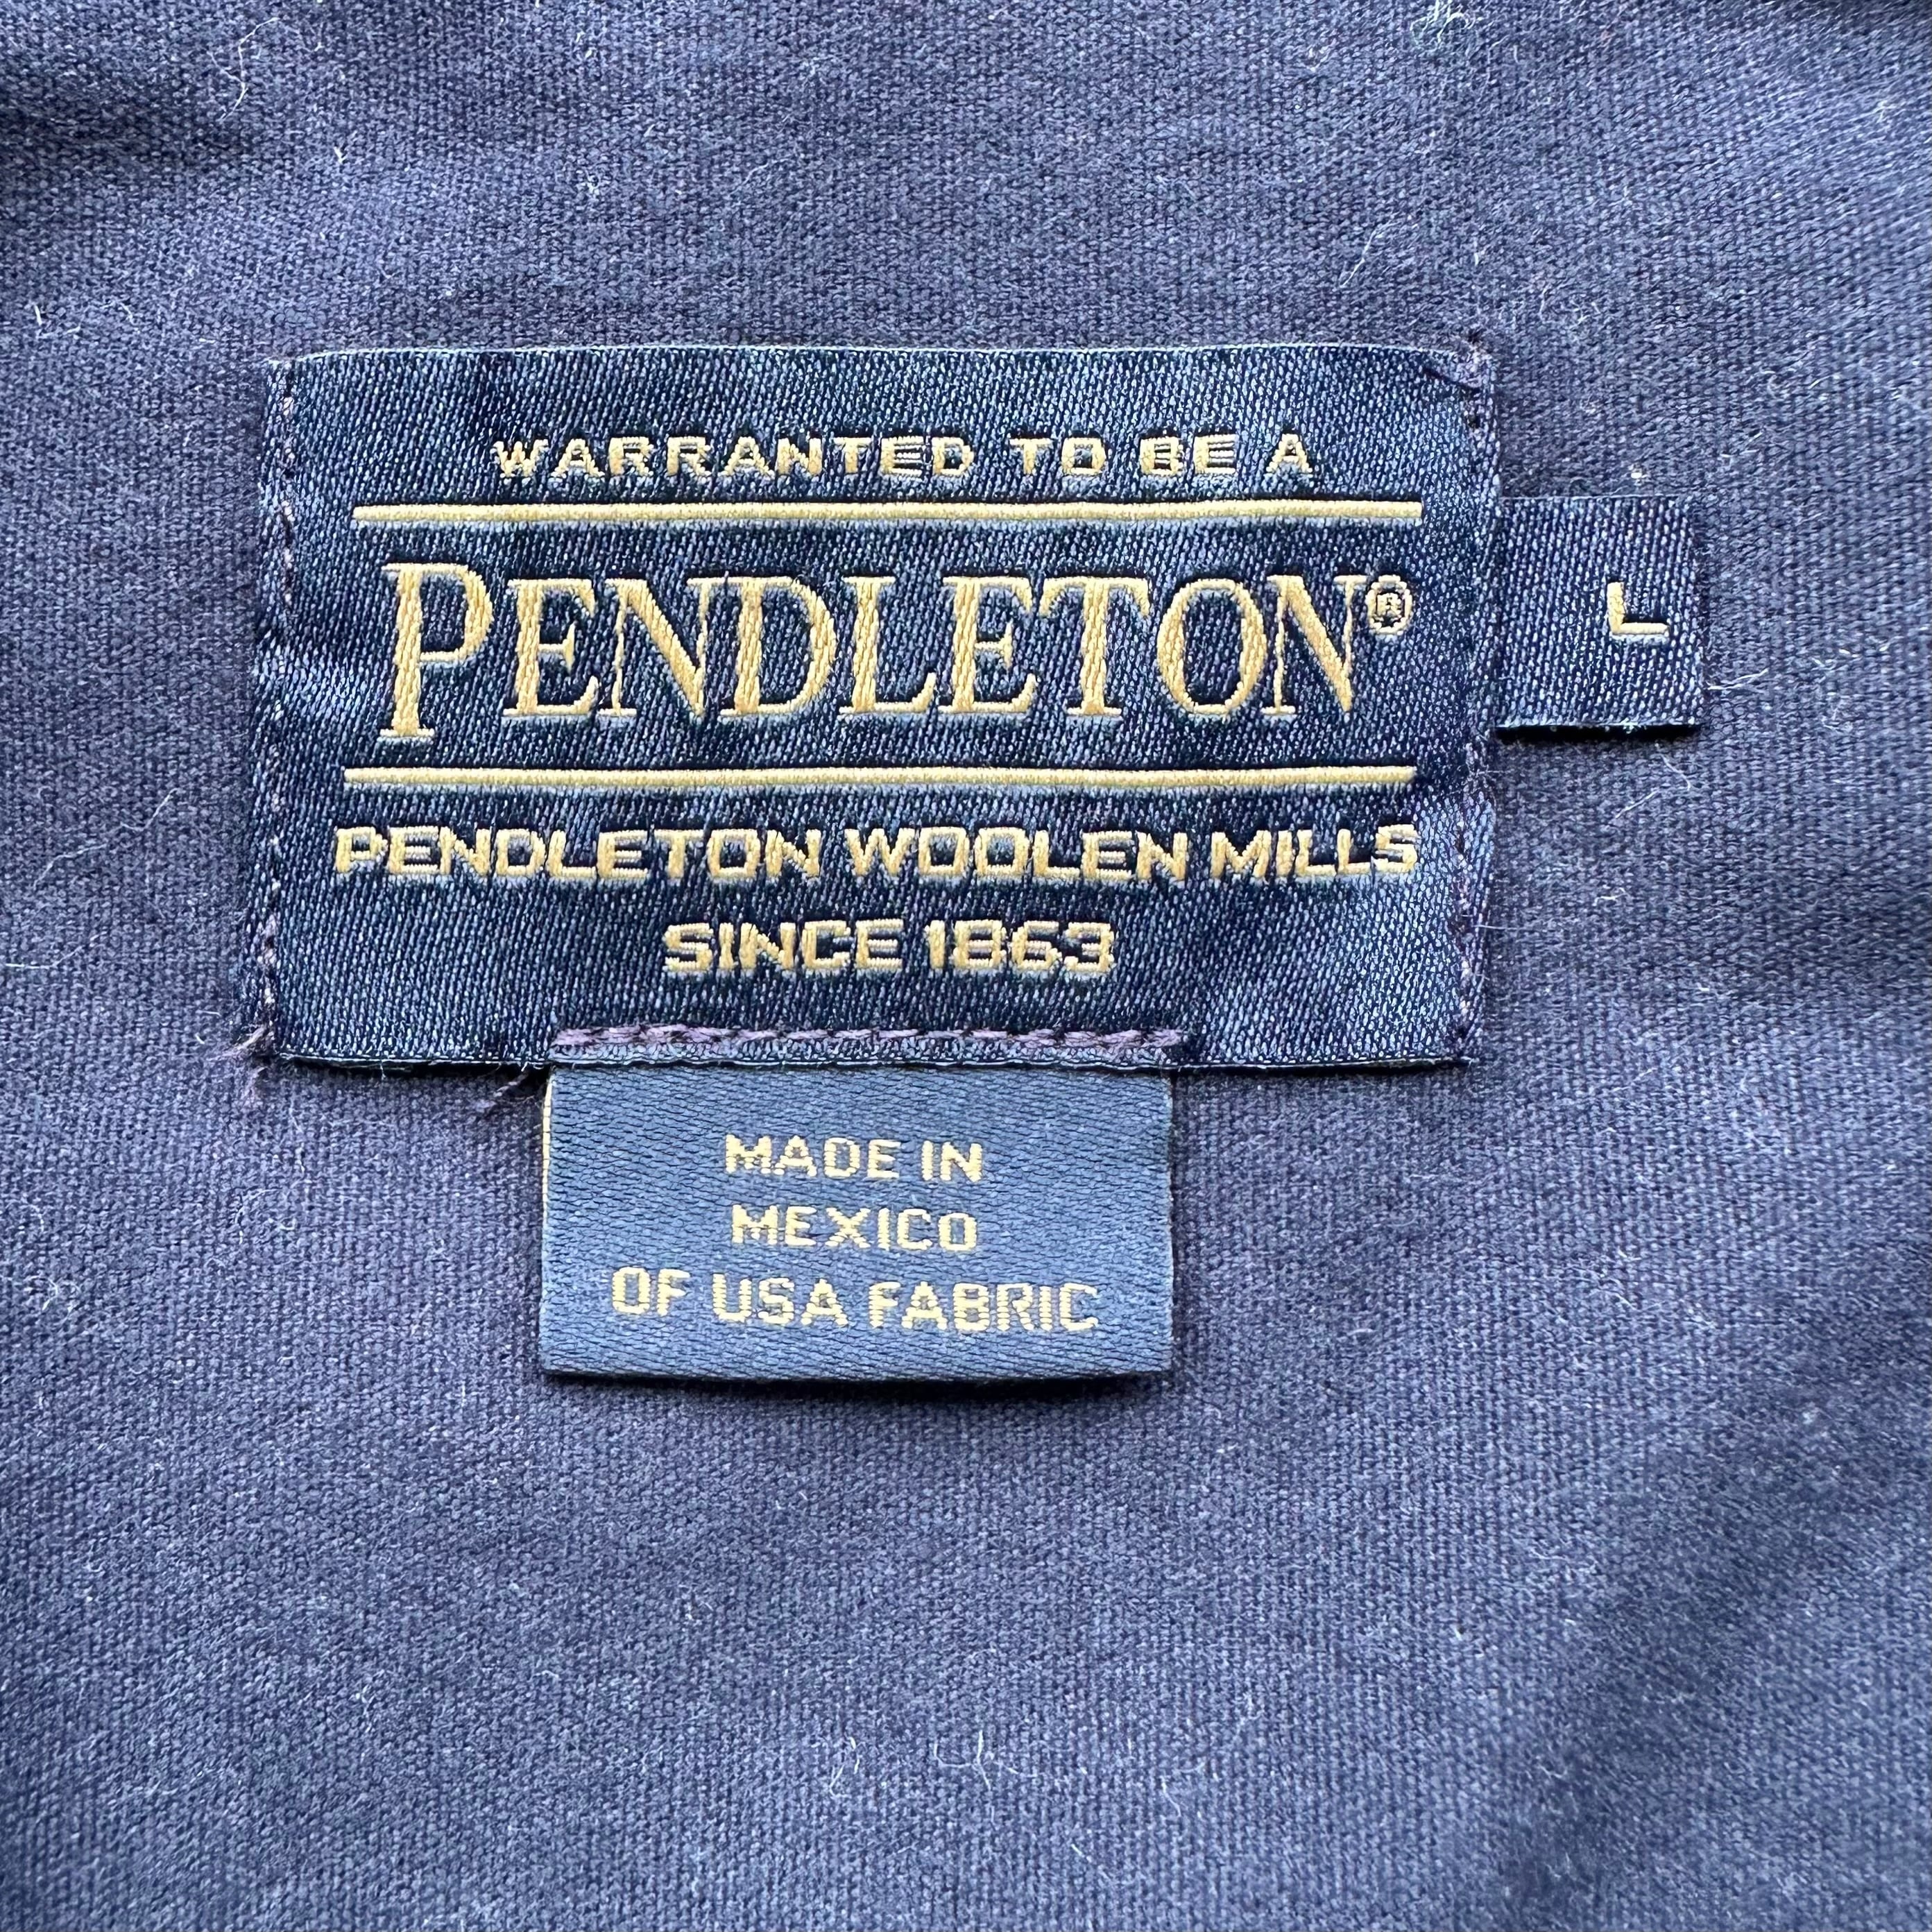 WARRANTED TO BE A
PENDLETON®
L
PENDLETON WOOLEN MILLS
SINCE 1863
MADE IN
MEXICO
OF USA FABRIC